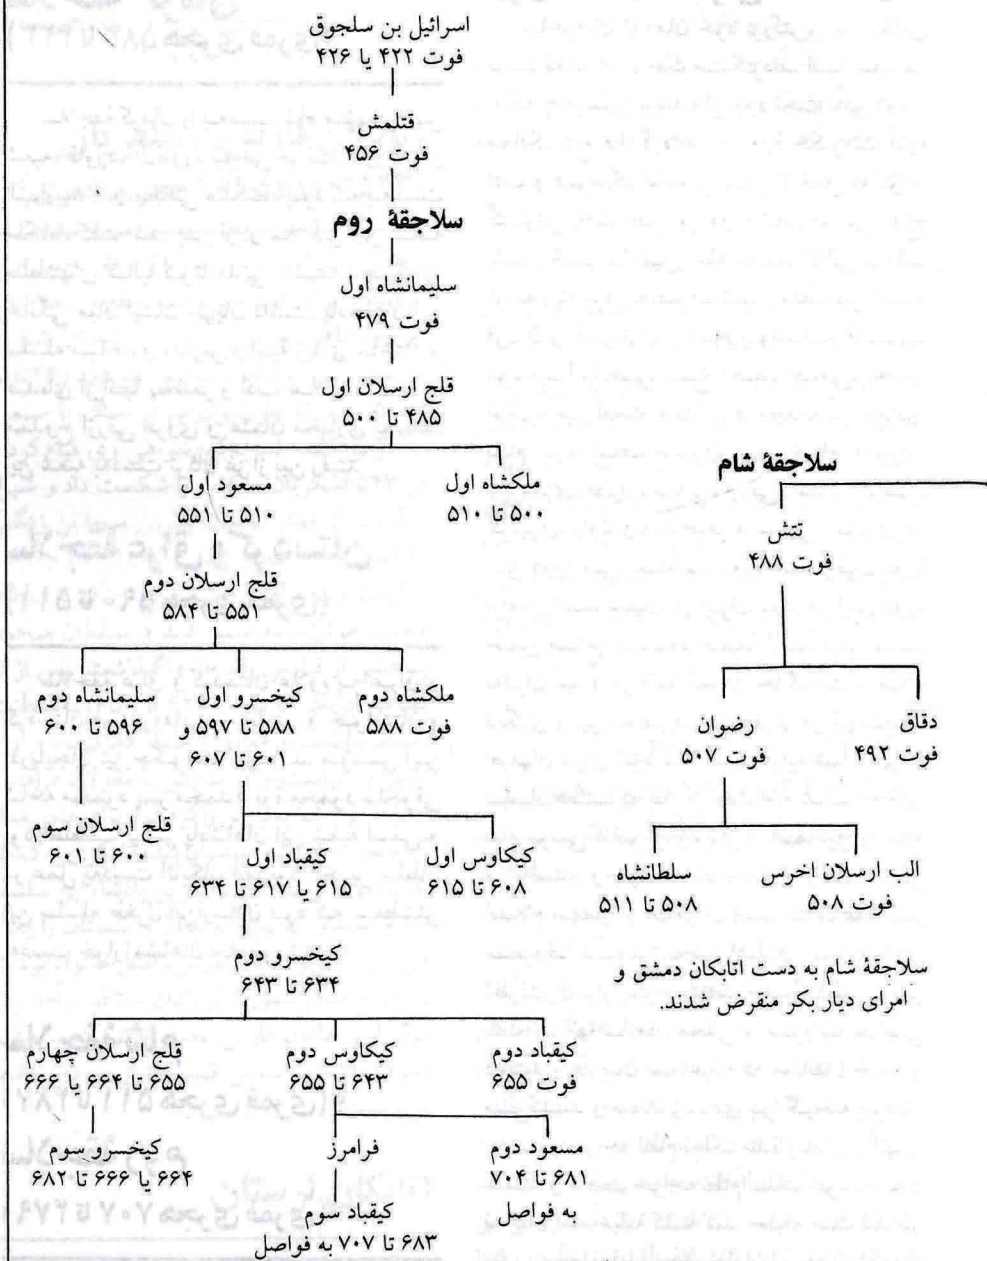 اسرائیل بن سلجوق
فوت ۴۲۲ یا ۴۲۶
قتلمش
فوت ۴۵۶
سلاجقهٔ روم
سلیمانشاه اول
فوت ۴۷۹
قلج ارسلان اول
۴۸۵ تا ۵۰۰
ملکشاه اول
۵۰۰ تا ۵۱۰
مسعود اول
۵۱۰ تا ۵۵۱
قلج ارسلان دوم
۵۵۱ تا ۵۸۴
ملکشاه دوم
فوت ۵۸۸
کیخسرو اول
۵۸۸ تا ۵۹۷ و
۶۰۱ تا ۶۰۷
سلیمانشاه دوم
۵۹۶ تا ۶۰۰
قلج ارسلان سوم
۶۰۰ تا ۶۰۱
کیکاوس اول
۶۰۸ تا ۶۱۵
کیقباد اول
۶۱۵ یا ۶۱۷ تا ۶۳۴
کیخسرو دوم
۶۳۴ تا ۶۴۳
کیقباد دوم
فوت ۶۵۵
کیکاوس دوم
۶۴۳ تا ۶۵۵
قلج ارسلان چهارم
۶۵۵ تا ۶۶۴ یا ۶۶۶
مسعود دوم
۶۸۱ تا ۷۰۴
به فواصل
فرامرز
کیخسرو سوم
۶۶۴ یا ۶۶۶ تا ۶۸۲
کیقباد سوم
۶۸۳ تا ۷۰۷ به فواصل
سلاجقهٔ شام
تتش
فوت ۴۸۸
دقاق
فوت ۴۹۲
رضوان
فوت ۵۰۷
الب ارسلان اخرس
فوت ۵۰۸
سلطانشاه
۵۰۸ تا ۵۱۱
سلاجقهٔ شام به دست اتابکان دمشق و
امرای دیار بکر منقرض شدند.